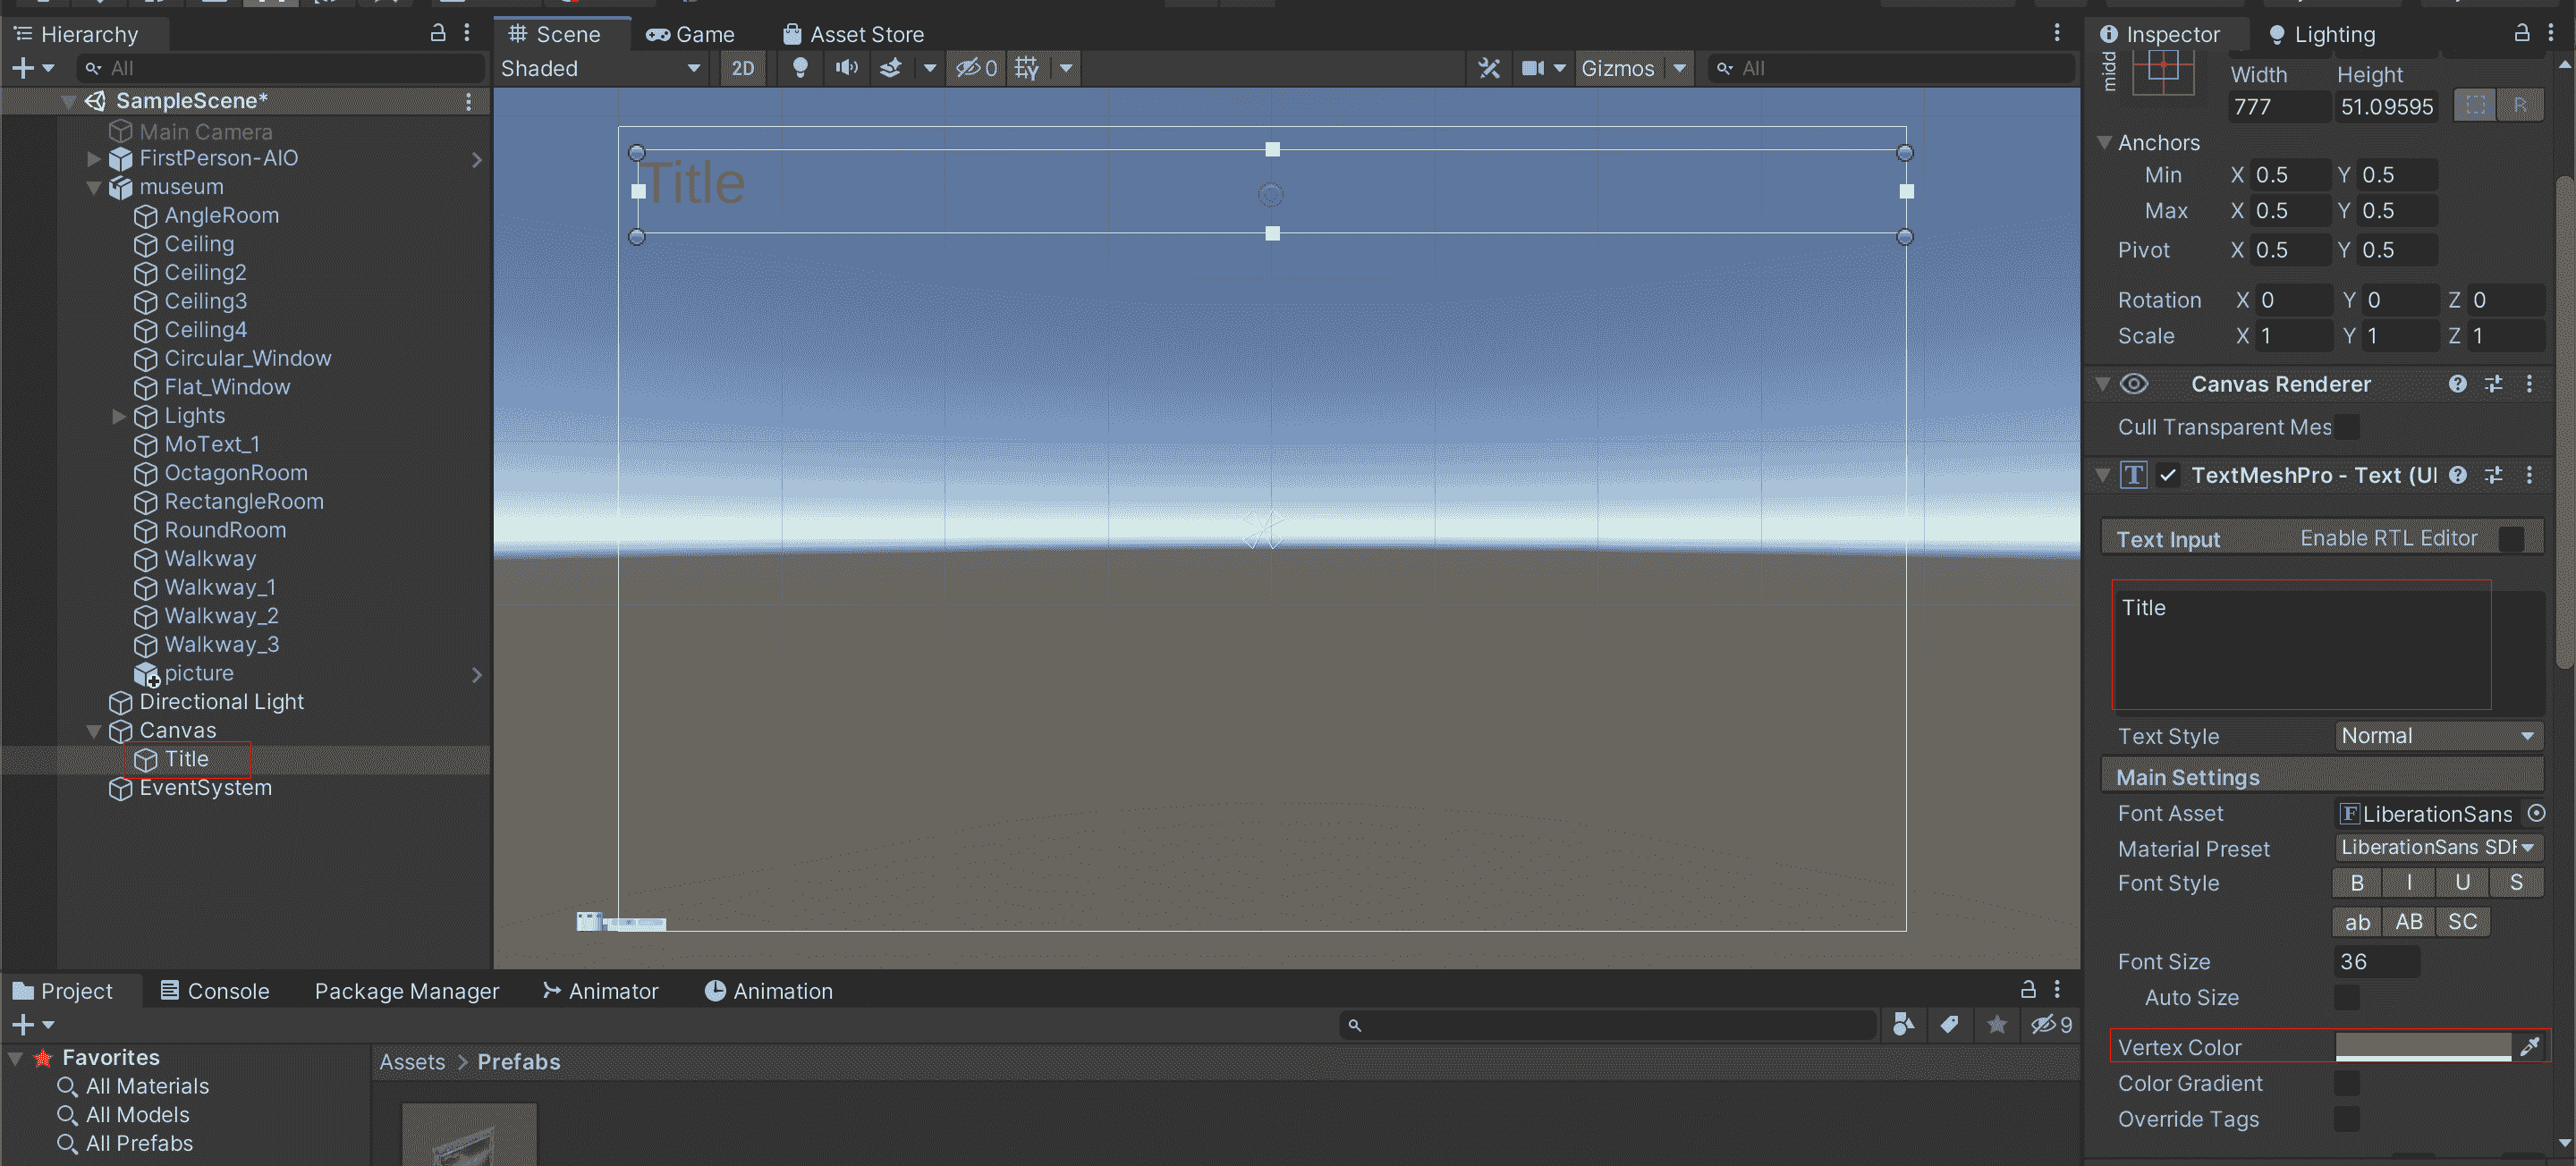 Hierarchy
All
SampleScene*
Main Camera
FirstPerson-AIO
museum
AngleRoom
Ceiling
Ceiling2
Ceiling3
Ceiling4
Circular_Window
Flat_Window
Lights
MoText_1
OctagonRoom
RectangleRoom
RoundRoom
Walkway
Walkway_1
Walkway_2
Walkway_3
picture
Directional Light
Canvas
Title
EventSystem
Scene Game Asset Store
Shaded 2D 0 Gizmos All
Title
Inspector Lighting
midd
Width Height
777 51.09595 R
Anchors
Min X 0.5 Y 0.5
Max X 0.5 Y 0.5
Pivot X 0.5 Y 0.5
Rotation X 0 Y 0 Z 0
Scale X 1 Y 1 Z 1
Canvas Renderer
Cull Transparent Mes
TextMeshPro - Text (UI
Text Input Enable RTL Editor
Title
Text Style Normal
Main Settings
Font Asset F LiberationSans
Material Preset LiberationSans SDF
Font Style B I U S
ab AB SC
Font Size 36
Auto Size
Vertex Color
Color Gradient
Override Tags
Project Console Package Manager Animator Animation
9
Favorites
All Materials
All Models
All Prefabs
Assets > Prefabs